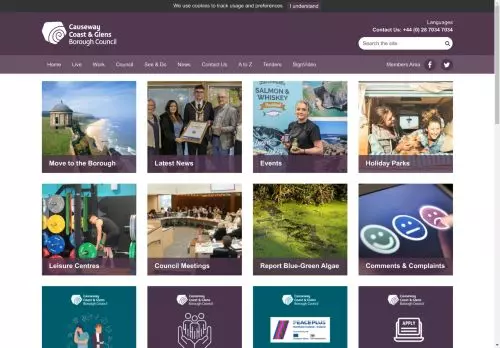 We use cookies to track usage and preferences. I understand
Causeway
Coast & Glens
Borough Council
Languages
Contact Us: +44 (0) 28 7034 7034
Search the site
Home Live Work Council See & Do News Contact Us A to Z Tenders SignVideo Members Area
SALMON &
WHISKEY
Move to the Borough
Latest News
Events
Holiday Parks
Leisure Centres
Council Meetings
Report Blue-Green Algae
Comments & Complaints
Causeway
Coast & Glens
Borough Council
Causeway
Coast & Glens
Borough Council
Causeway
Coast & Glens
Borough Council
Causeway
Coast & Glens
Borough Council
PEACEPLUS
APPLY